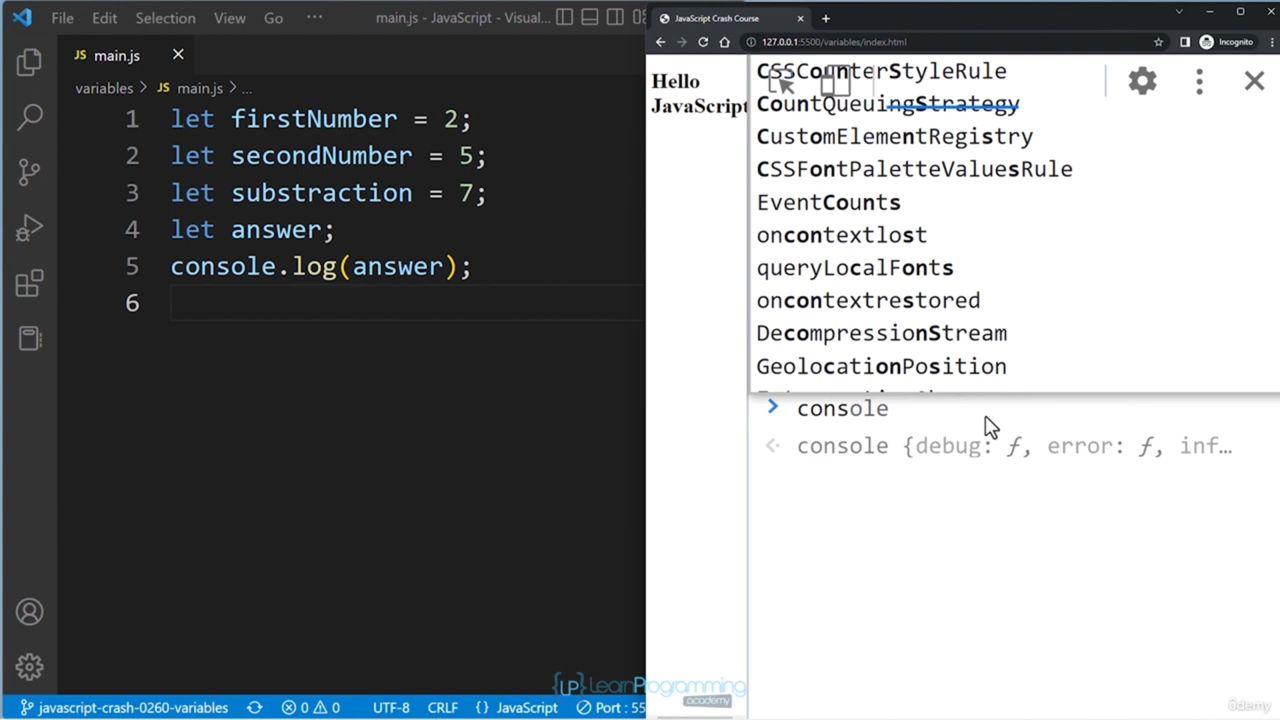 File Edit Selection View Go ... main.js - JavaScript - Visual...
JS main.js
variables > JS main.js > ...
1 let firstNumber = 2;
2 let secondNumber = 5;
3 let substraction = 7;
4 let answer;
5 console.log(answer);
6
javascript-crash-0260-variables 0 0 UTF-8 CRLF {} JavaScript Port : 55
JavaScript Crash Course
127.0.0.1:5500/variables/index.html Incognito
Hello
JavaScript
CSSCounterStyleRule
CountQueuingStrategy
CustomElementRegistry
CSSFontPaletteValuesRule
EventCounts
oncontextlost
queryLocalFonts
oncontextrestored
DecompressionStream
GeolocationPosition
> console
console {debug: ƒ, error: ƒ, inf…
{LP} LearnProgramming
academy
ûdemy